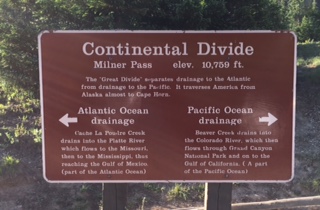 Continental Divide
Milner Pass elev. 10,759 ft.
The 'Great Divide' separates drainage to the Atlantic
from drainage to the Pacific. It traverses America from
Alaska almost to Cape Horn.
Atlantic Ocean
drainage
Cache La Poudre Creek
drains into the Platte River
which flows to the Missouri,
then to the Mississippi, thus
reaching the Gulf of Mexico.
(part of the Atlantic Ocean)
Pacific Ocean
drainage
Beaver Creek drains into
the Colorado River, which then
flows through Grand Canyon
National Park and on to the
Gulf of California. (A part
of the Pacific Ocean)